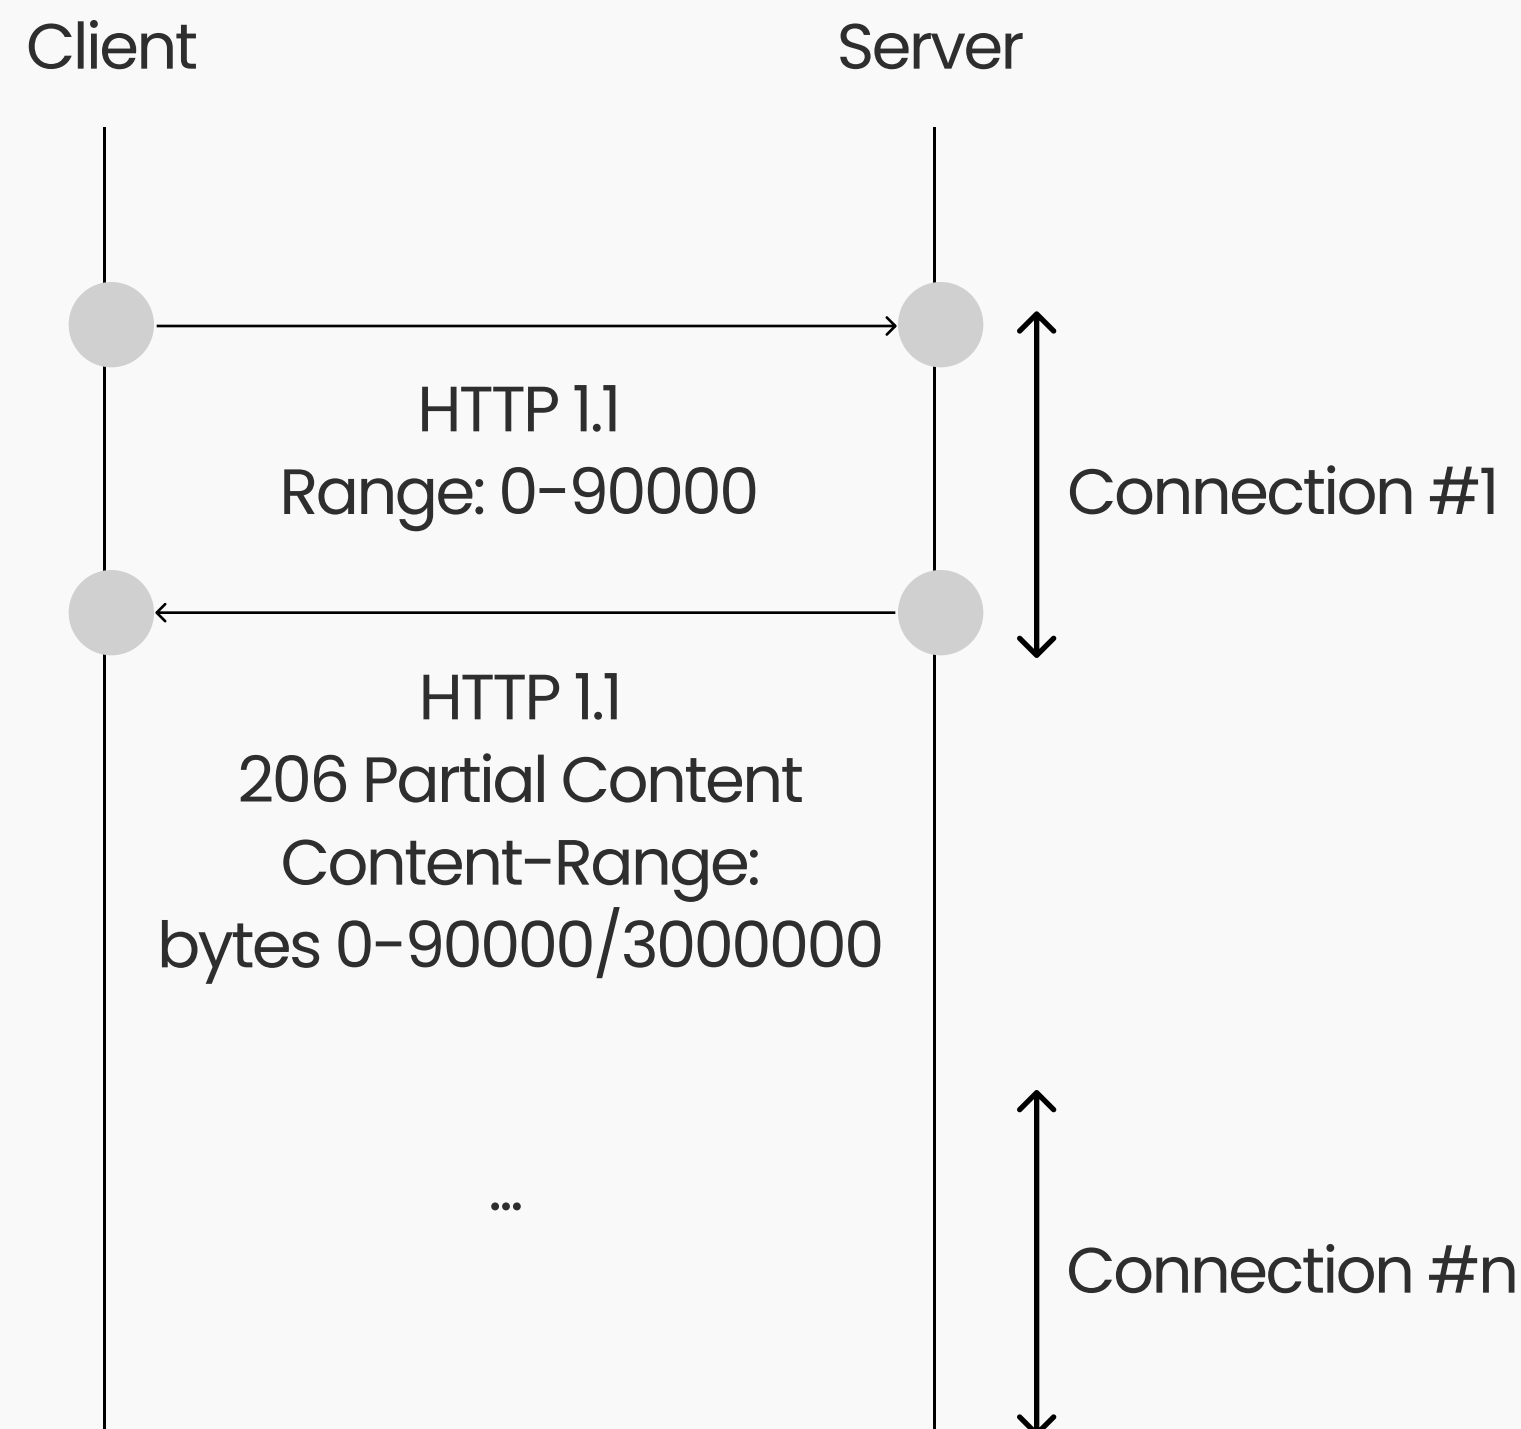 Client
Server
HTTP 1.1
Range: 0-90000
Connection #1
HTTP 1.1
206 Partial Content
Content-Range:
bytes 0-90000/3000000
...
Connection #n